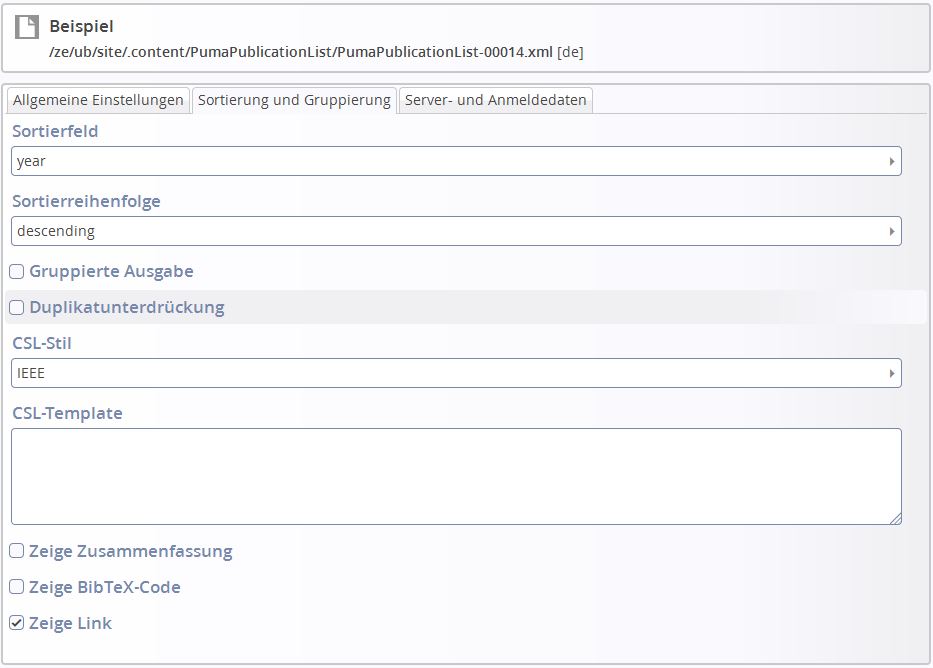 Beispiel
/ze/ub/site/.content/PumaPublicationList/PumaPublicationList-00014.xml [de]
Allgemeine Einstellungen Sortierung und Gruppierung Server- und Anmeldedaten
Sortierfeld
year
Sortierreihenfolge
descending
Gruppierte Ausgabe
Duplikatunterdrückung
CSL-Stil
IEEE
CSL-Template
Zeige Zusammenfassung
Zeige BibTeX-Code
Zeige Link